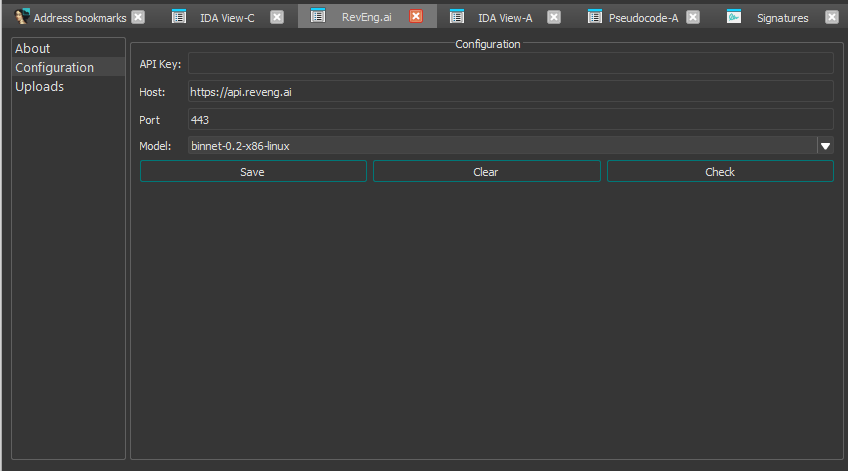 Address bookmarks
IDA View-C
RevEng.ai
IDA View-A
Pseudocode-A
Signatures
About
Configuration
Uploads
Configuration
API Key:
Host: https://api.reveng.ai
Port 443
Model: binnet-0.2-x86-linux
Save Clear Check